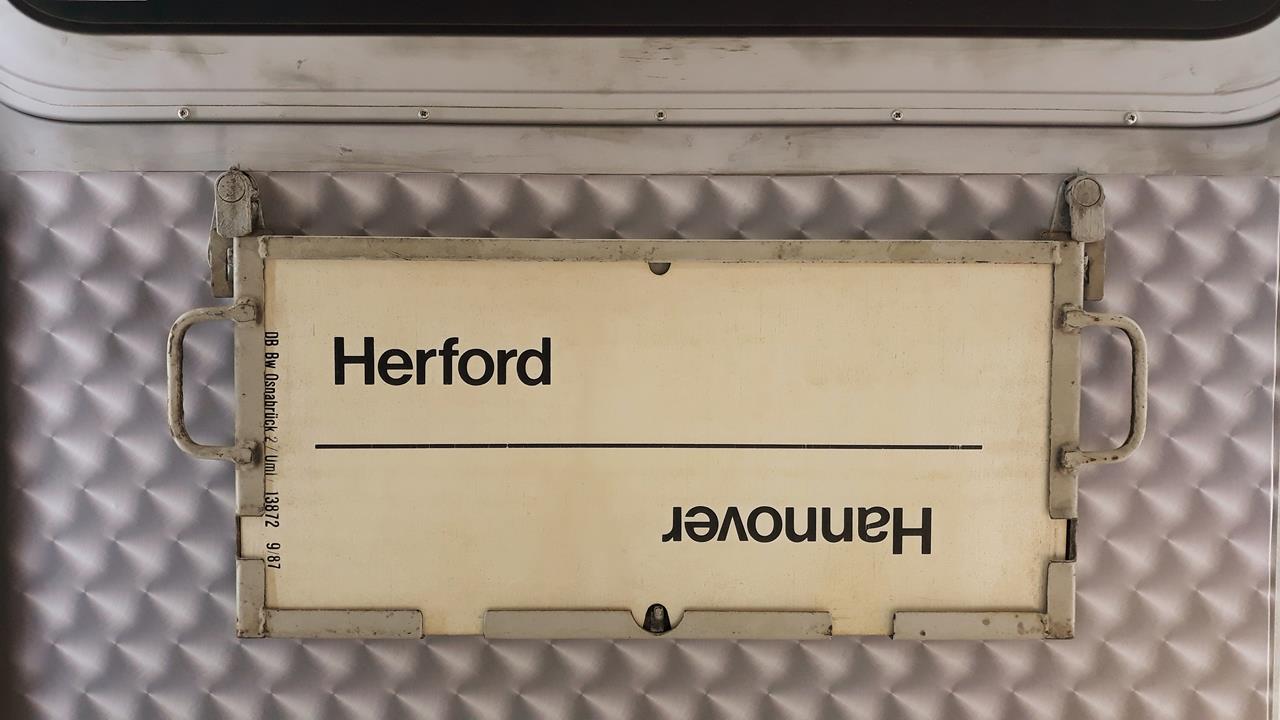 Herford
Hannover
DB Bw Osnabrück 2 / Uml. 13872 9/87